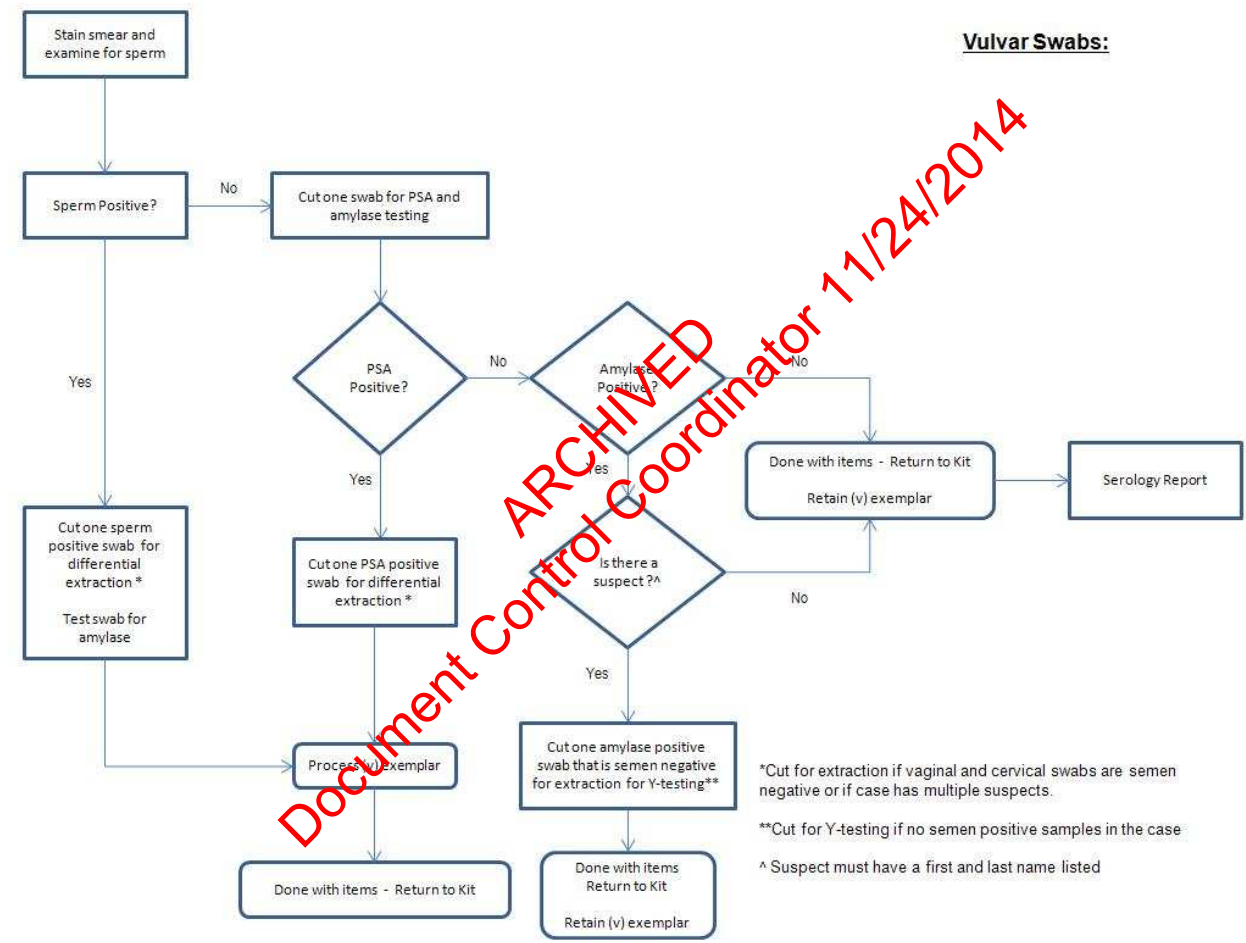 Vulvar Swabs:
Stain smear and
examine for sperm
Sperm Positive?
No
Cut one swab for PSA and
amylase testing
Yes
PSA
Positive?
No
Amylase
Positive ?
No
Yes
Yes
Done with items - Return to Kit
Retain (v) exemplar
Serology Report
Cut one sperm
positive swab for
differential
extraction *
Test swab for
amylase
Cut one PSA positive
swab for differential
extraction *
Is there a
suspect ?^
No
Yes
Process (v) exemplar
Cut one amylase positive
swab that is semen negative
for extraction for Y-testing**
Done with items - Return to Kit
Done with items
Return to Kit
Retain (v) exemplar
*Cut for extraction if vaginal and cervical swabs are semen
negative or if case has multiple suspects.
**Cut for Y-testing if no semen positive samples in the case
^ Suspect must have a first and last name listed
ARCHIVED
Document Control Coordinator 11/24/2014